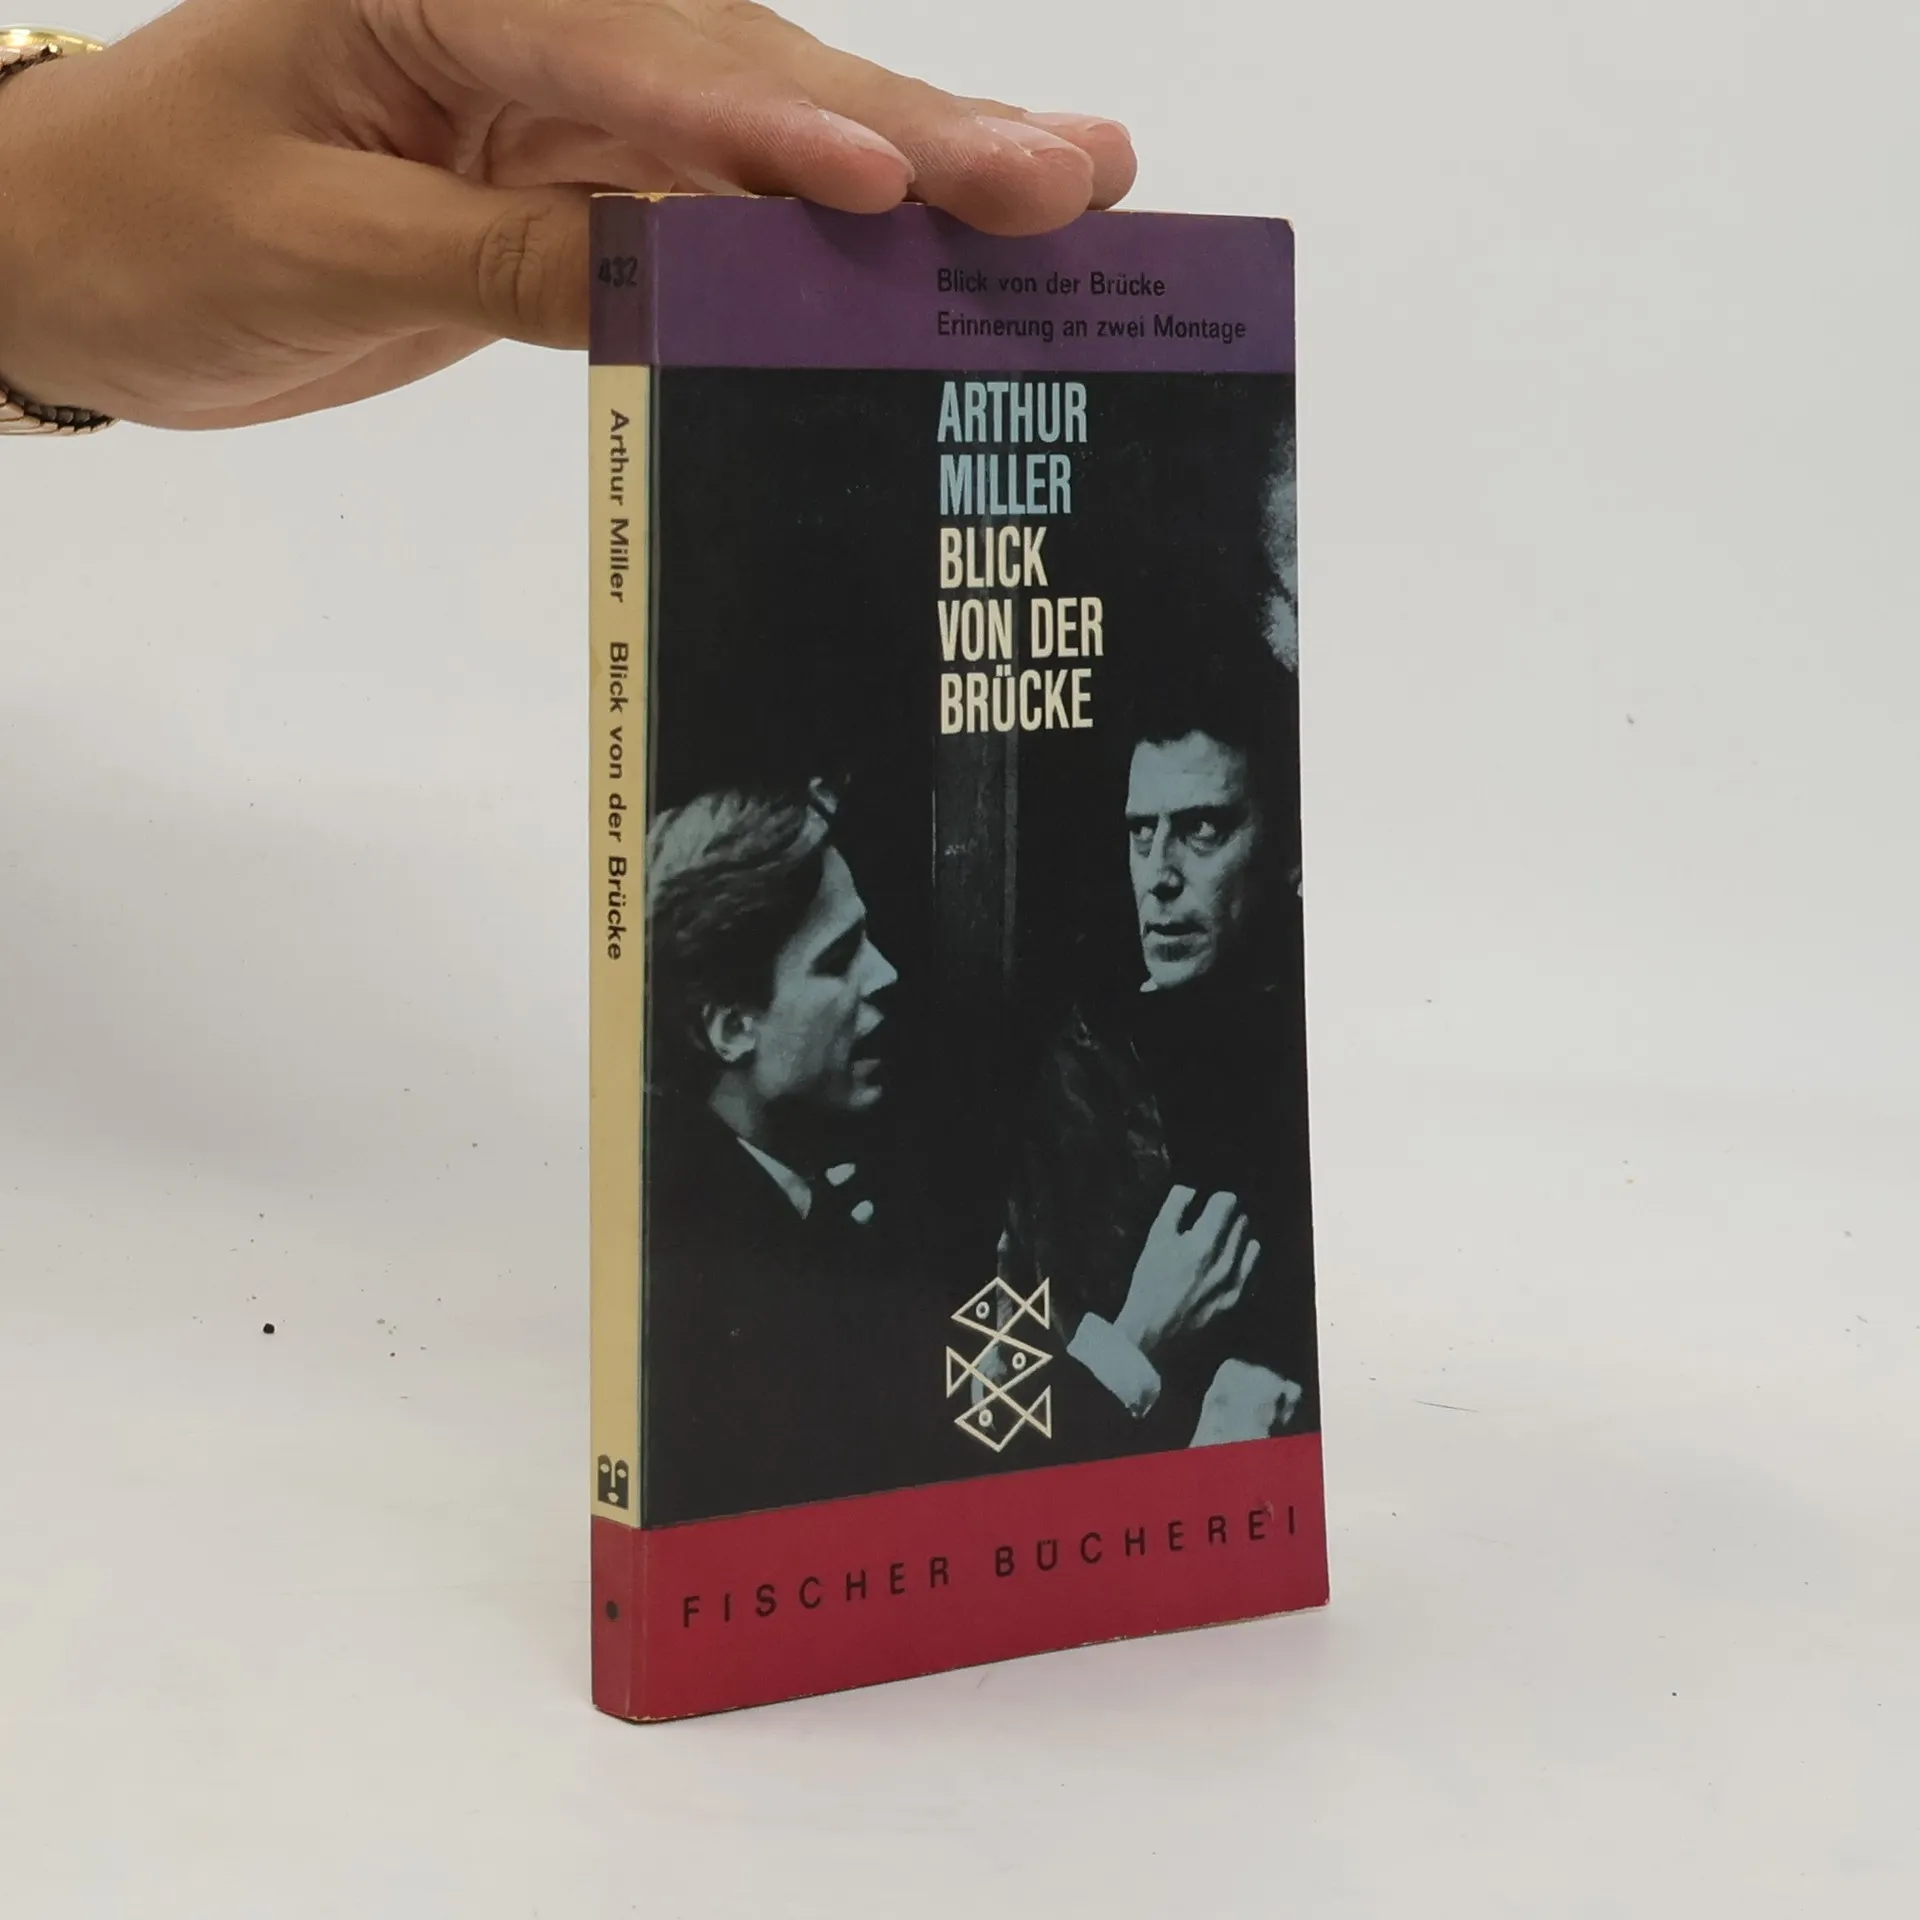 432
Arthur Miller Blick von der Brücke
Blick von der Brücke
Erinnerung an zwei Montage
ARTHUR
MILLER
BLICK
VON DER
BRÜCKE
FISCHER BÜCHEREI